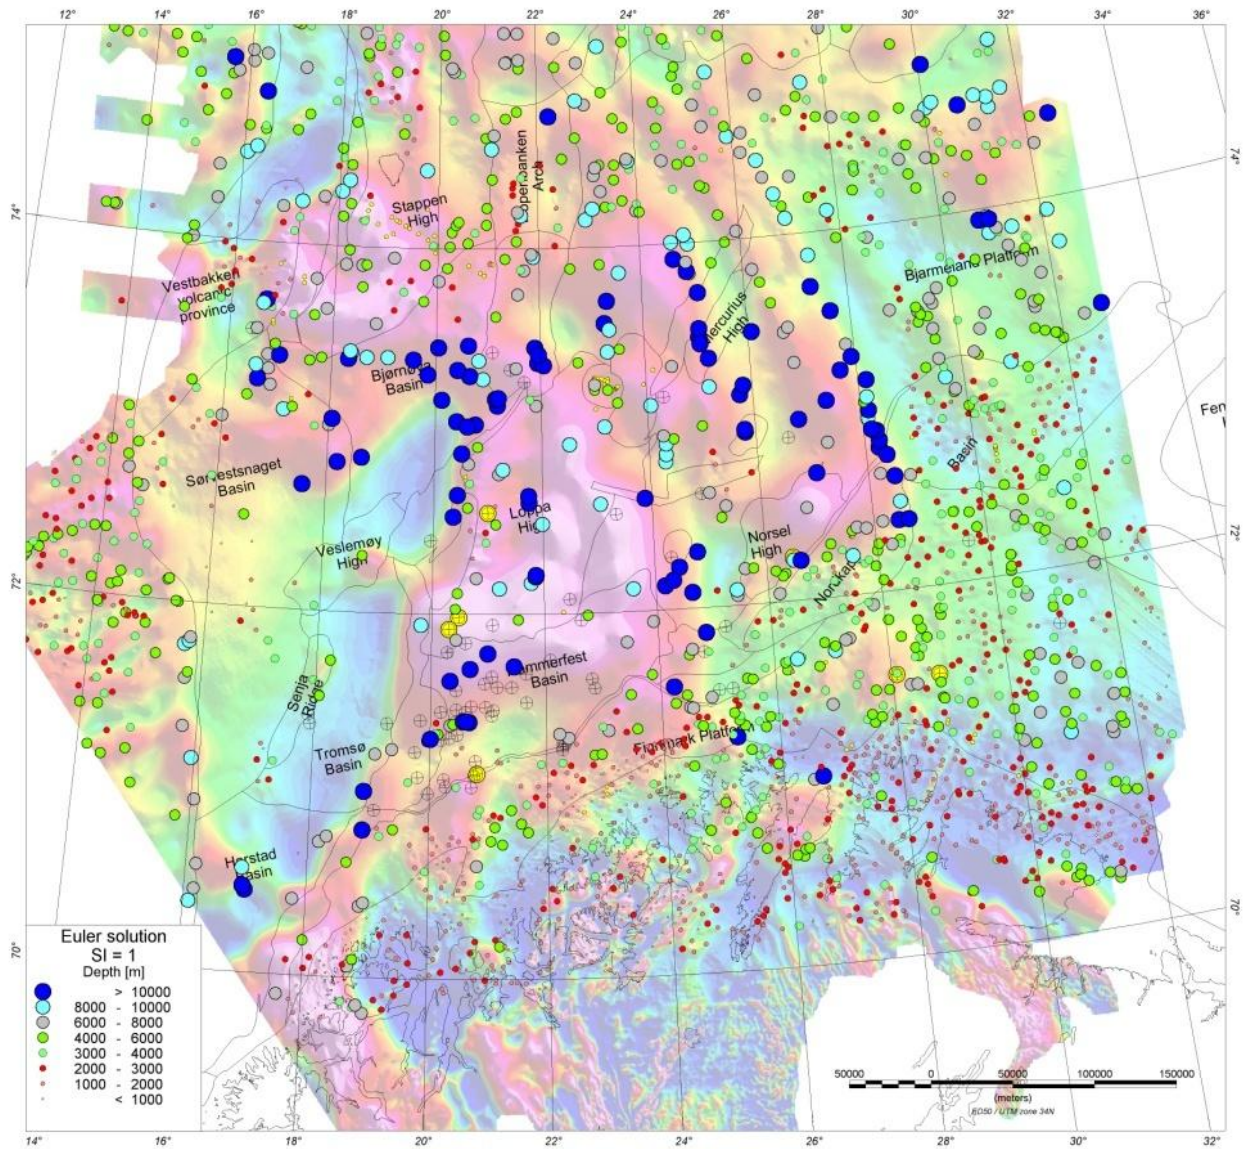 12° 14° 16° 18° 20° 22° 24° 26° 28° 30° 32° 34° 36°
74°
74°
Loppenbanken
Arch
Stappen
High
Bjarmeland Platform
Vestbakken
volcanic
province
Mercurius
High
Bjørnøya
Basin
Fen
Sørvestsnaget
Basin
Basin
Loppa
High
Veslemøy
High
Norsel
High
72°
72°
Nordkapp
Hammerfest
Basin
Senja
Ridge
Finnmark Platform
Tromsø
Basin
Harstad
Basin
70°
70°
Euler solution
SI = 1
Depth [m]
> 10000
8000 - 10000
6000 - 8000
4000 - 6000
3000 - 4000
2000 - 3000
1000 - 2000
< 1000
50000 0 50000 100000 150000
(meters)
ED50 / UTM zone 34N
14° 16° 18° 20° 22° 24° 26° 28° 30° 32°